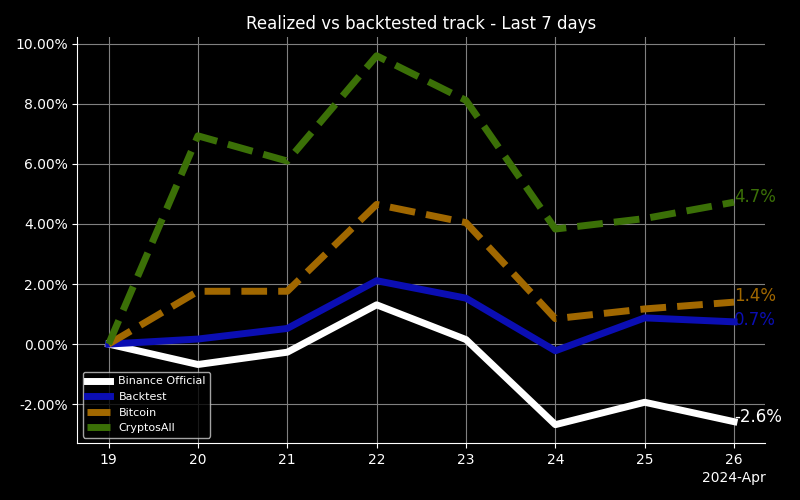 Realized vs backtested track - Last 7 days
10.00%
8.00%
6.00%
4.00%
2.00%
0.00%
-2.00%
4.7%
1.4%
0.7%
-2.6%
Binance Official
Backtest
Bitcoin
CryptosAll
19 20 21 22 23 24 25 26
2024-Apr